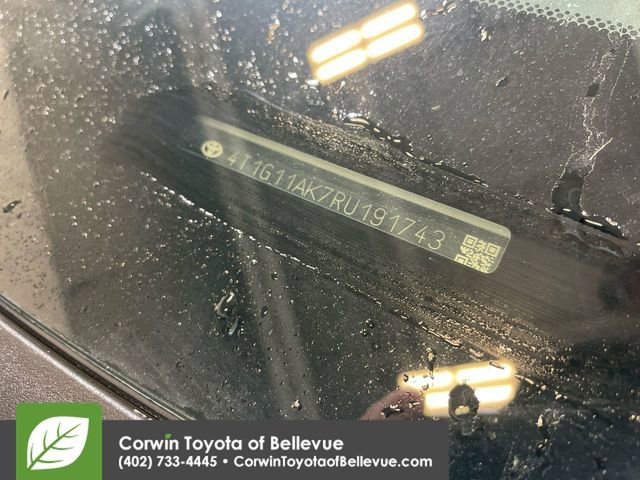 4T1G11AK7RU191743
Corwin Toyota of Bellevue
(402) 733-4445 • CorwinToyotaofBellevue.com